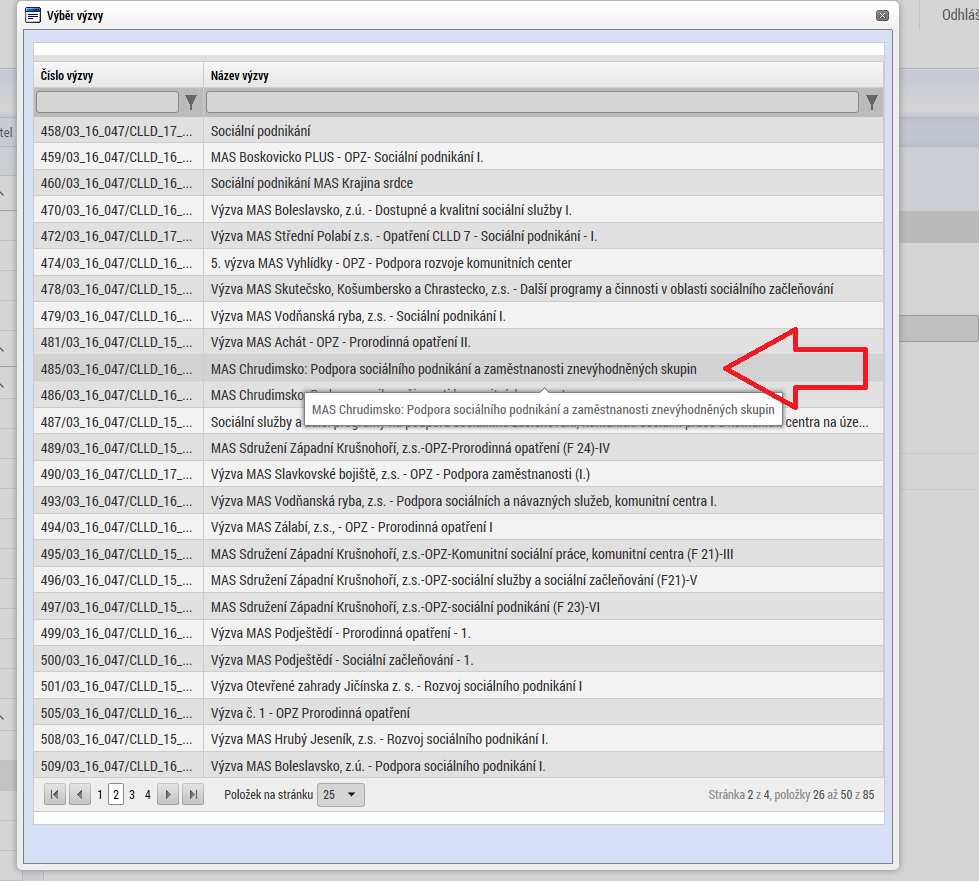 Výběr výzvy
Odhláš
Číslo výzvy Název výzvy
tel
458/03_16_047/CLLD_17_... Sociální podnikání
459/03_16_047/CLLD_16_... MAS Boskovicko PLUS - OPZ- Sociální podnikání I.
460/03_16_047/CLLD_16_... Sociální podnikání MAS Krajina srdce
470/03_16_047/CLLD_16_... Výzva MAS Boleslavsko, z.ú. - Dostupné a kvalitní sociální služby I.
472/03_16_047/CLLD_17_... Výzva MAS Střední Polabí z.s. - Opatření CLLD 7 - Sociální podnikání - I.
474/03_16_047/CLLD_16_... 5. výzva MAS Vyhlídky - OPZ - Podpora rozvoje komunitních center
478/03_16_047/CLLD_15_... Výzva MAS Skutečsko, Košumbersko a Chrastecko, z.s. - Další programy a činnosti v oblasti sociálního začleňování
479/03_16_047/CLLD_16_... Výzva MAS Vodňanská ryba, z.s. - Sociální podnikání I.
481/03_16_047/CLLD_15_... Výzva MAS Achát - OPZ - Prorodinná opatření II.
485/03_16_047/CLLD_16_... MAS Chrudimsko: Podpora sociálního podnikání a zaměstnanosti znevýhodněných skupin
486/03_16_047/CLLD_16_... MAS Chrudimsko
MAS Chrudimsko: Podpora sociálního podnikání a zaměstnanosti znevýhodněných skupin
487/03_16_047/CLLD_15_... Sociální služby a centra na úze...
489/03_16_047/CLLD_15_... MAS Sdružení Západní Krušnohoří, z.s.-OPZ-Prorodinná opatření (F 24)-IV
490/03_16_047/CLLD_17_... Výzva MAS Slavkovské bojiště, z.s. - OPZ - Podpora zaměstnanosti (I.)
493/03_16_047/CLLD_16_... Výzva MAS Vodňanská ryba, z.s. - Podpora sociálních a návazných služeb, komunitní centra I.
494/03_16_047/CLLD_16_... Výzva MAS Zálabí, z.s., - OPZ - Prorodinná opatření I
495/03_16_047/CLLD_15_... MAS Sdružení Západní Krušnohoří, z.s.-OPZ-Komunitní sociální práce, komunitní centra (F 21)-III
496/03_16_047/CLLD_15_... MAS Sdružení Západní Krušnohoří, z.s.-OPZ-sociální služby a sociální začleňování (F21)-V
497/03_16_047/CLLD_15_... MAS Sdružení Západní Krušnohoří, z.s.-OPZ-sociální podnikání (F 23)-VI
499/03_16_047/CLLD_16_... Výzva MAS Podještědí - Prorodinná opatření - 1.
500/03_16_047/CLLD_16_... Výzva MAS Podještědí - Sociální začleňování - 1.
501/03_16_047/CLLD_15_... Výzva Otevřené zahrady Jičínska z. s. - Rozvoj sociálního podnikání I
505/03_16_047/CLLD_16_... Výzva č. 1 - OPZ Prorodinná opatření
508/03_16_047/CLLD_15_... Výzva MAS Hrubý Jeseník, z.s. - Rozvoj sociálního podnikání I.
509/03_16_047/CLLD_16_... Výzva MAS Boleslavsko, z.ú. - Podpora sociálního podnikání I.
1 2 3 4 Položek na stránku 25 Stránka 2 z 4, položky 26 až 50 z 85